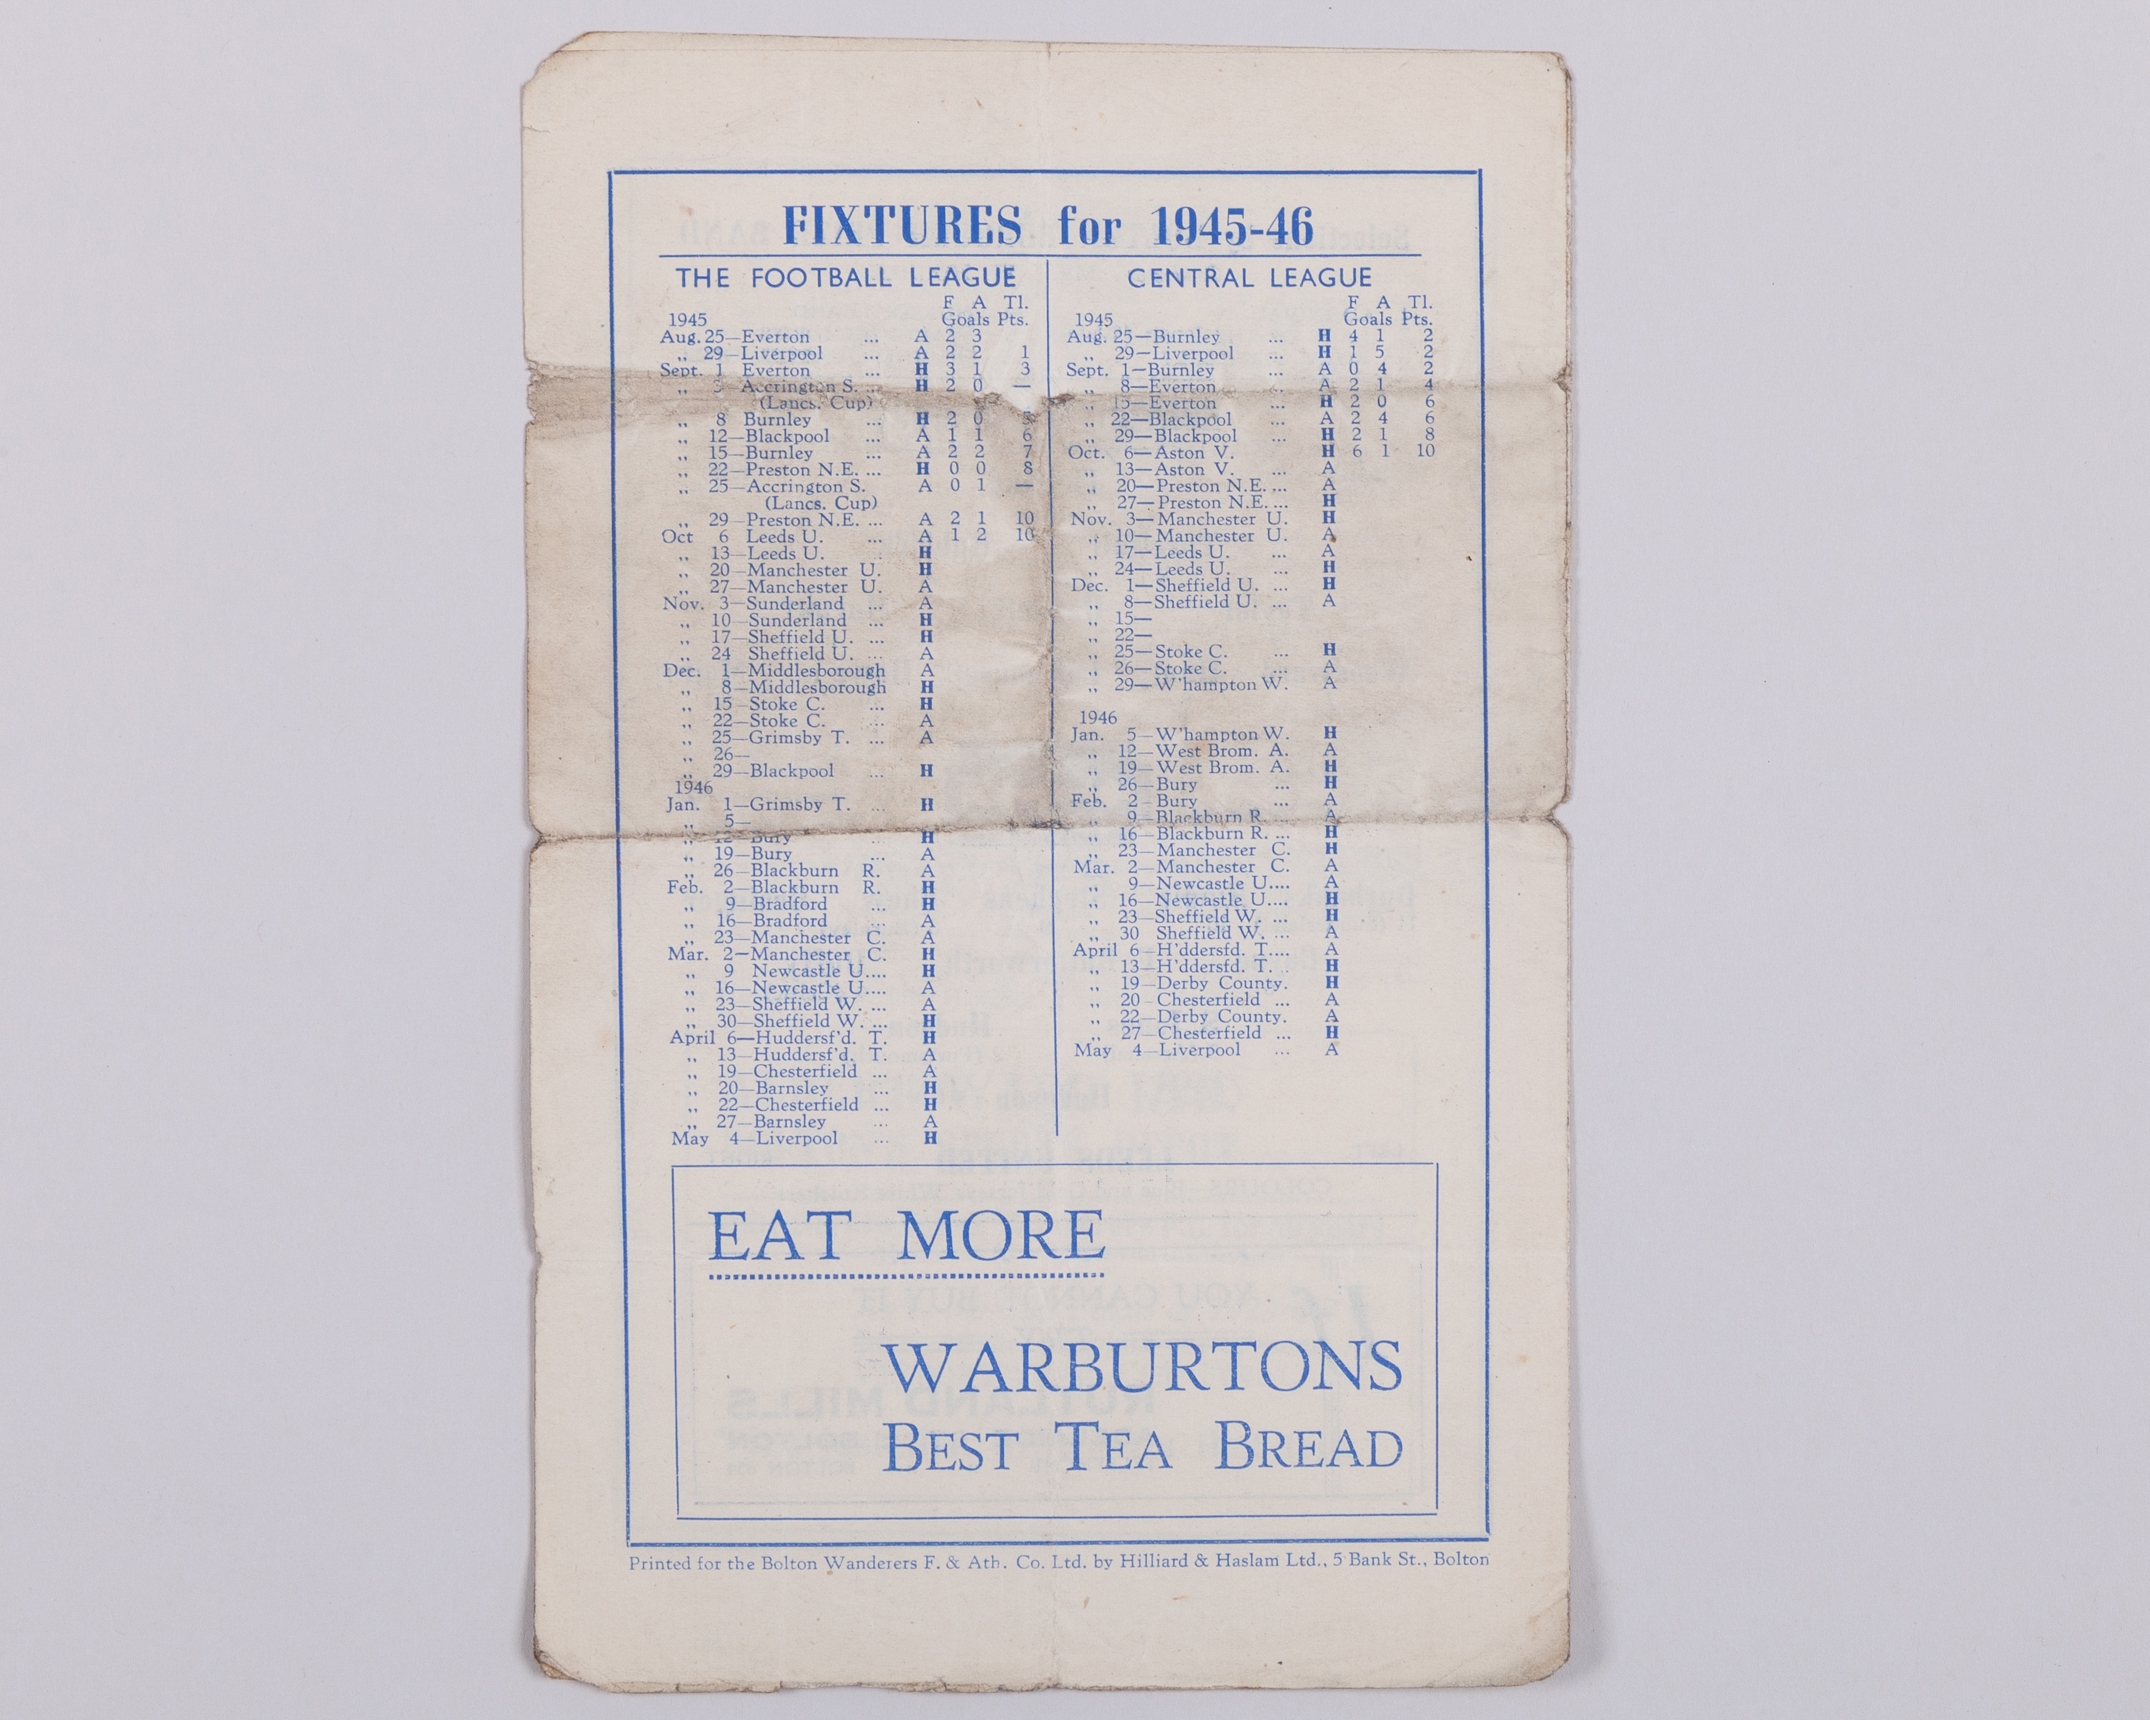 FIXTURES for 1945-46
THE FOOTBALL LEAGUE
F A Tl.
1945 Goals Pts.
Aug. 25—Everton ... A 2 3
,, 29—Liverpool ... A 2 2 1
Sept. 1 Everton ... H 3 1 3
,, Accrington S. ... H 2 0 —
(Lancs. Cup)
,, 8 Burnley ... H 2 0 5
,, 12—Blackpool ... A 1 1 6
,, 15—Burnley ... A 2 2 7
,, 22—Preston N.E. ... H 0 0 8
,, 25—Accrington S. A 0 1 —
(Lancs. Cup)
,, 29—Preston N.E. ... A 2 1 10
Oct 6 Leeds U. ... A 1 2 10
,, 13—Leeds U. H
,, 20—Manchester U. H
,, 27—Manchester U. A
Nov. 3—Sunderland ... A
,, 10—Sunderland ... H
,, 17—Sheffield U. ... H
,, 24 Sheffield U. ... A
Dec. 1—Middlesborough A
,, 8—Middlesborough H
,, 15—Stoke C. ... H
,, 22—Stoke C. ... A
,, 25—Grimsby T. ... A
,, 26—
,, 29—Blackpool ... H
1946
Jan. 1—Grimsby T. ... H
,, 5—
,, 12—Bury ... H
,, 19—Bury ... A
,, 26—Blackburn R. A
Feb. 2—Blackburn R. H
,, 9—Bradford ... H
,, 16—Bradford ... A
,, 23—Manchester C. A
Mar. 2—Manchester C. H
,, 9 Newcastle U.... H
,, 16—Newcastle U.... A
,, 23—Sheffield W. ... A
,, 30—Sheffield W. ... H
April 6—Huddersf'd. T. H
,, 13—Huddersf'd. T. A
,, 19—Chesterfield ... A
,, 20—Barnsley ... H
,, 22—Chesterfield ... H
,, 27—Barnsley ... A
May 4—Liverpool ... H
CENTRAL LEAGUE
F A Tl.
1945 Goals Pts.
Aug. 25—Burnley ... H 4 1 2
,, 29—Liverpool ... H 1 5 2
Sept. 1—Burnley ... A 0 4 2
,, 8—Everton ... A 2 1 4
,, 15—Everton ... H 2 0 6
,, 22—Blackpool ... A 2 4 6
,, 29—Blackpool ... H 2 1 8
Oct. 6—Aston V. H 6 1 10
,, 13—Aston V. ... A
,, 20—Preston N.E. ... A
,, 27—Preston N.E. ... H
Nov. 3—Manchester U. H
,, 10—Manchester U. A
,, 17—Leeds U. ... A
,, 24—Leeds U. ... H
Dec. 1—Sheffield U. ... H
,, 8—Sheffield U. ... A
,, 15—
,, 22—
,, 25—Stoke C. ... H
,, 26—Stoke C. ... A
,, 29—W'hampton W. A
1946
Jan. 5—W'hampton W. H
,, 12—West Brom. A. A
,, 19—West Brom. A. H
,, 26—Bury ... H
Feb. 2—Bury ... A
,, 9—Blackburn R. ... A
,, 16—Blackburn R. ... H
,, 23—Manchester C. H
Mar. 2—Manchester C. A
,, 9—Newcastle U.... A
,, 16—Newcastle U.... H
,, 23—Sheffield W. ... H
,, 30 Sheffield W. ... A
April 6—H'ddersfd. T.... A
,, 13—H'ddersfd. T. .. H
,, 19—Derby County. H
,, 20—Chesterfield ... A
,, 22—Derby County. A
,, 27—Chesterfield ... H
May 4—Liverpool ... A
EAT MORE
WARBURTONS
BEST TEA BREAD
Printed for the Bolton Wanderers F. & Ath. Co. Ltd. by Hilliard & Haslam Ltd., 5 Bank St., Bolton